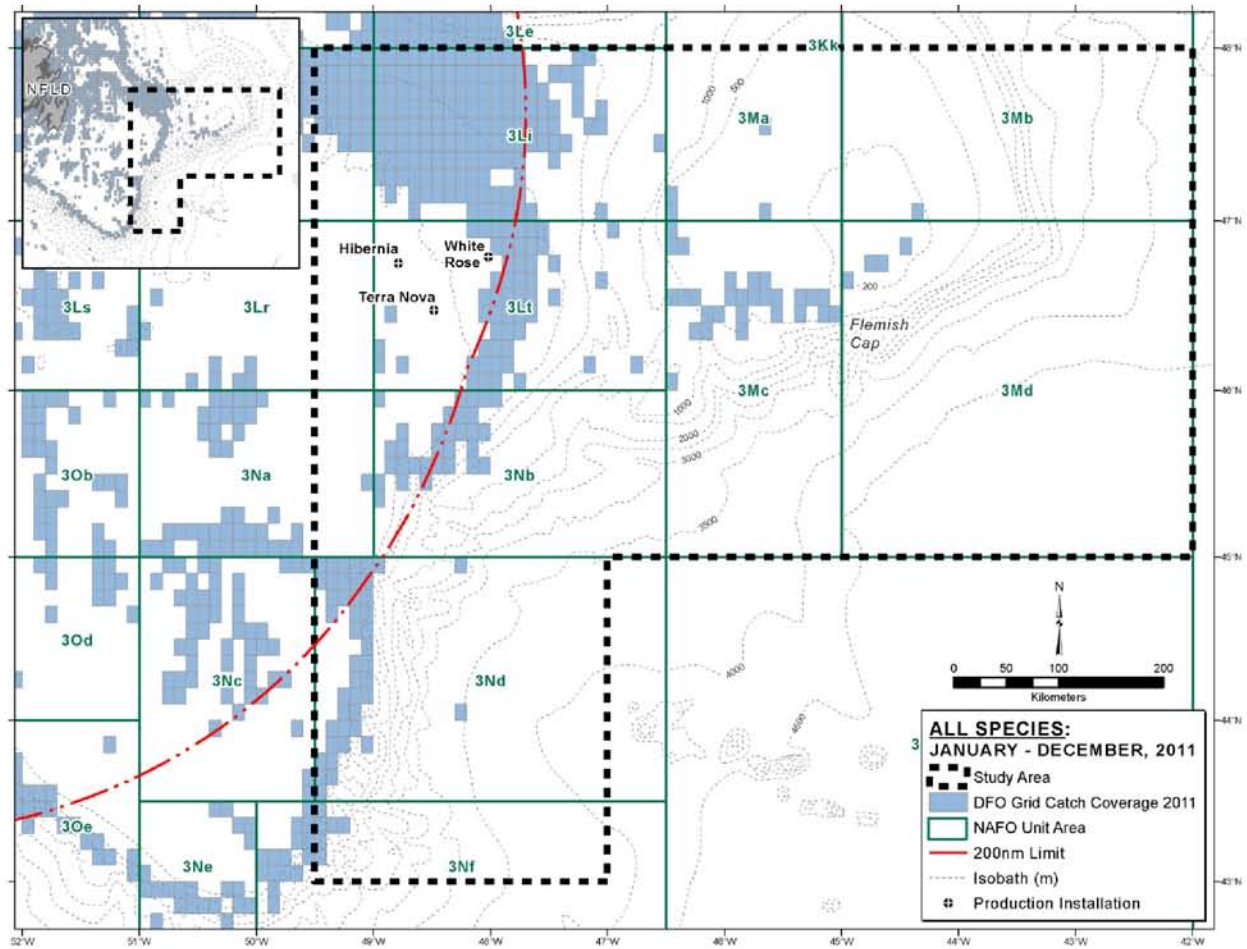 3Le
48°N
3Kk
48°N
NFLD
1000
500
3Ma
3Mb
3Li
47°N
Hibernia
White
Rose
Terra Nova
3Ls
3Lr
3Lt
200
Flemish
Cap
46°N
3Mc
3Md
1000
2000
3000
3Ob
3Na
3Nb
3500
45°N
3Od
3Nc
3Nd
4000
4500
N
0 50 100 200
Kilometers
44°N
3
ALL SPECIES:
JANUARY - DECEMBER, 2011
Study Area
DFO Grid Catch Coverage 2011
NAFO Unit Area
200nm Limit
Isobath (m)
Production Installation
3Oe
3Ne
3Nf
43°N
52°W 51°W 50°W 49°W 48°W 47°W 46°W 45°W 44°W 43°W 42°W